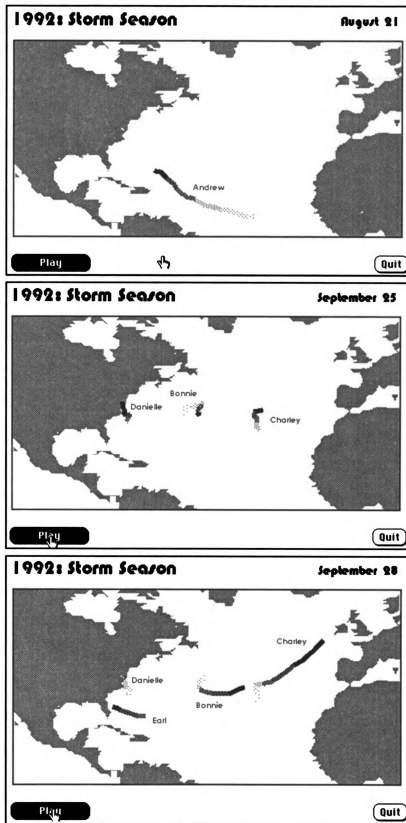 1992: Storm Season August 21
Andrew
Play Quit
1992: Storm Season September 25
Bonnie
Danielle
Charley
Play Quit
1992: Storm Season September 28
Charley
Danielle
Bonnie
Earl
Play Quit